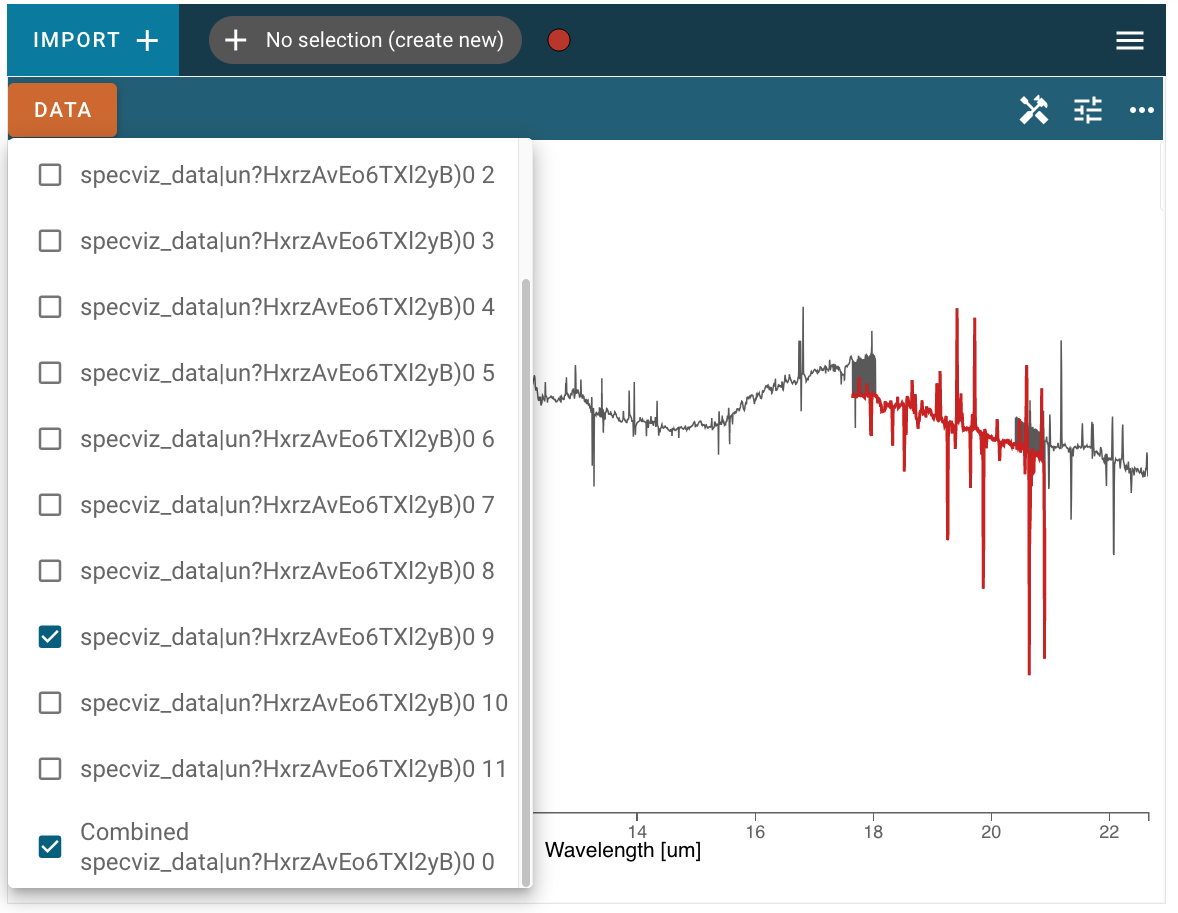 IMPORT +
+ No selection (create new)
DATA
specviz_data|un?HxrzAvEo6TXl2yB)0 2
specviz_data|un?HxrzAvEo6TXl2yB)0 3
specviz_data|un?HxrzAvEo6TXl2yB)0 4
specviz_data|un?HxrzAvEo6TXl2yB)0 5
specviz_data|un?HxrzAvEo6TXl2yB)0 6
specviz_data|un?HxrzAvEo6TXl2yB)0 7
specviz_data|un?HxrzAvEo6TXl2yB)0 8
specviz_data|un?HxrzAvEo6TXl2yB)0 9
specviz_data|un?HxrzAvEo6TXl2yB)0 10
specviz_data|un?HxrzAvEo6TXl2yB)0 11
Combined
specviz_data|un?HxrzAvEo6TXl2yB)0 0
14 16 18 20 22
Wavelength [um]